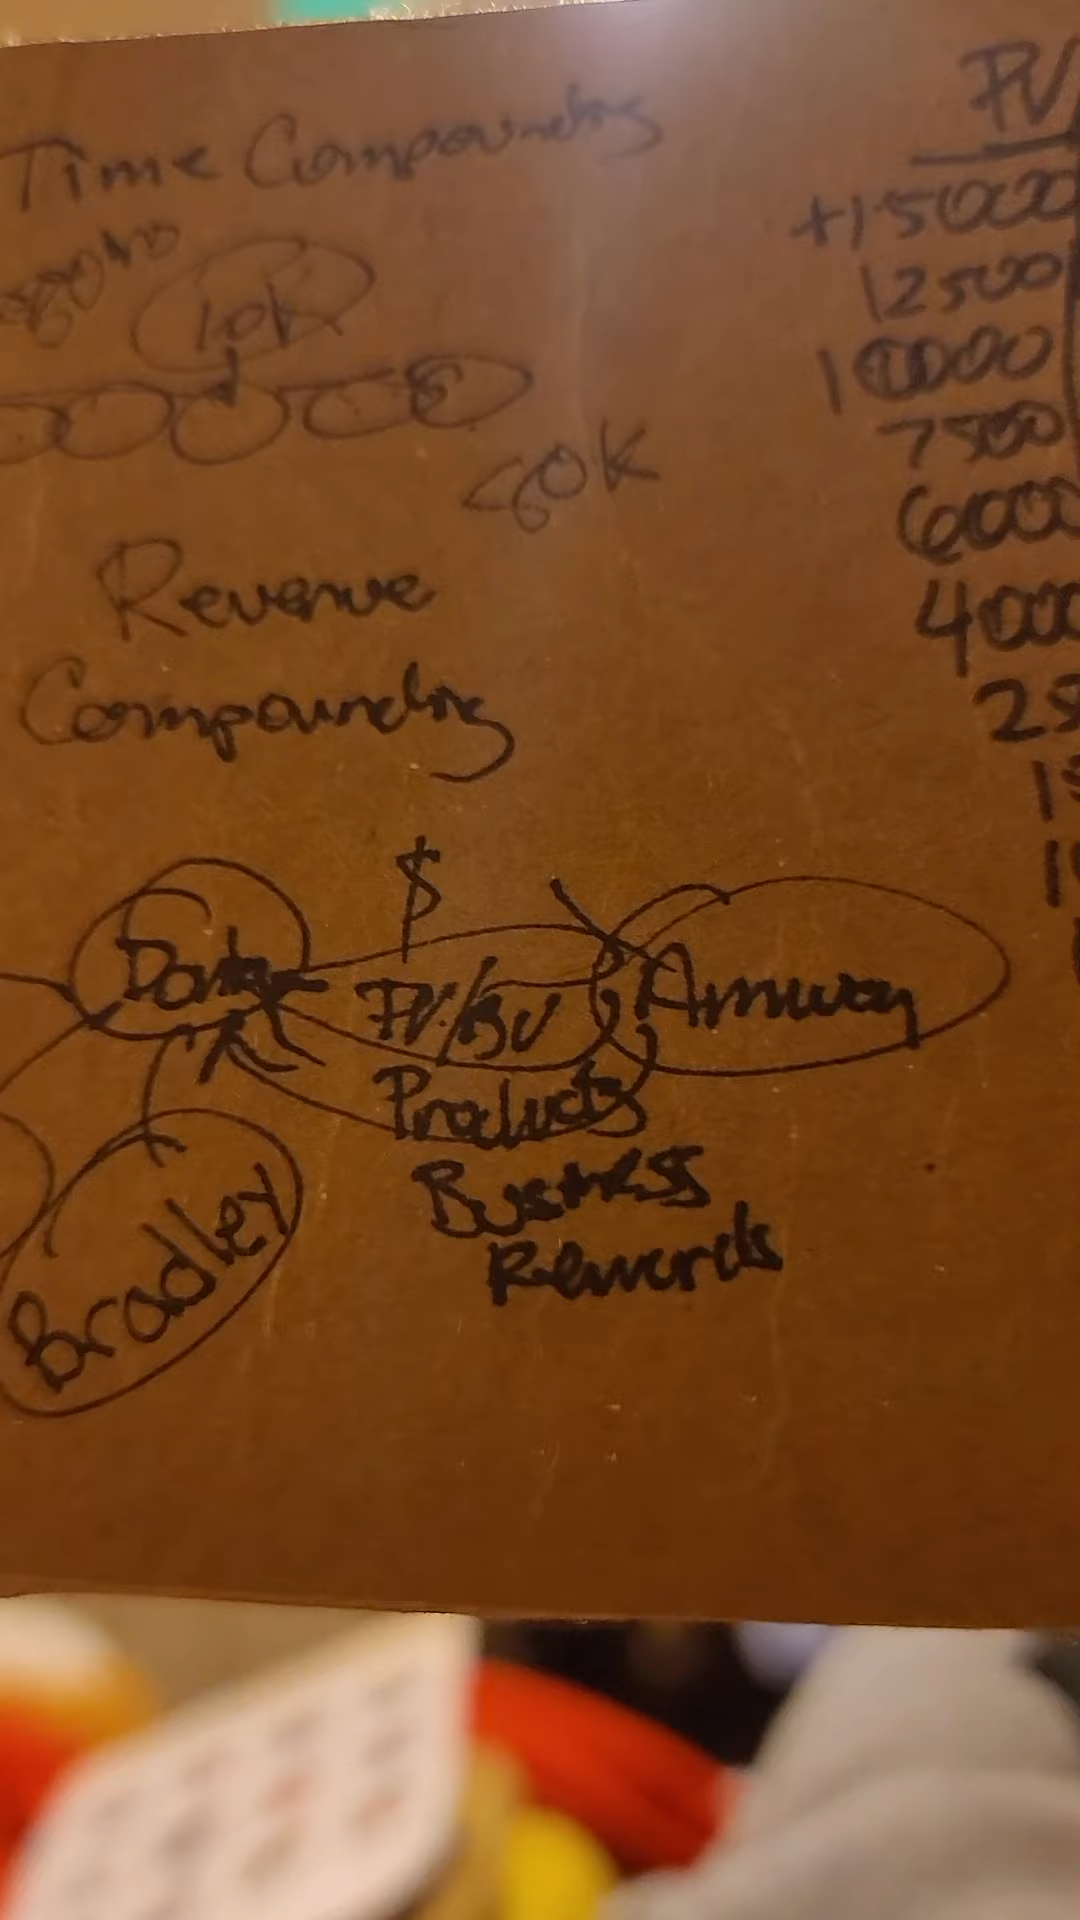 Time Compounding
10K
60K
Revenue
Compounding
$
PV/BV
Amway
Products
Business
Rewards
Bradley
PV
+15000
12500
10000
7500
6000
4000